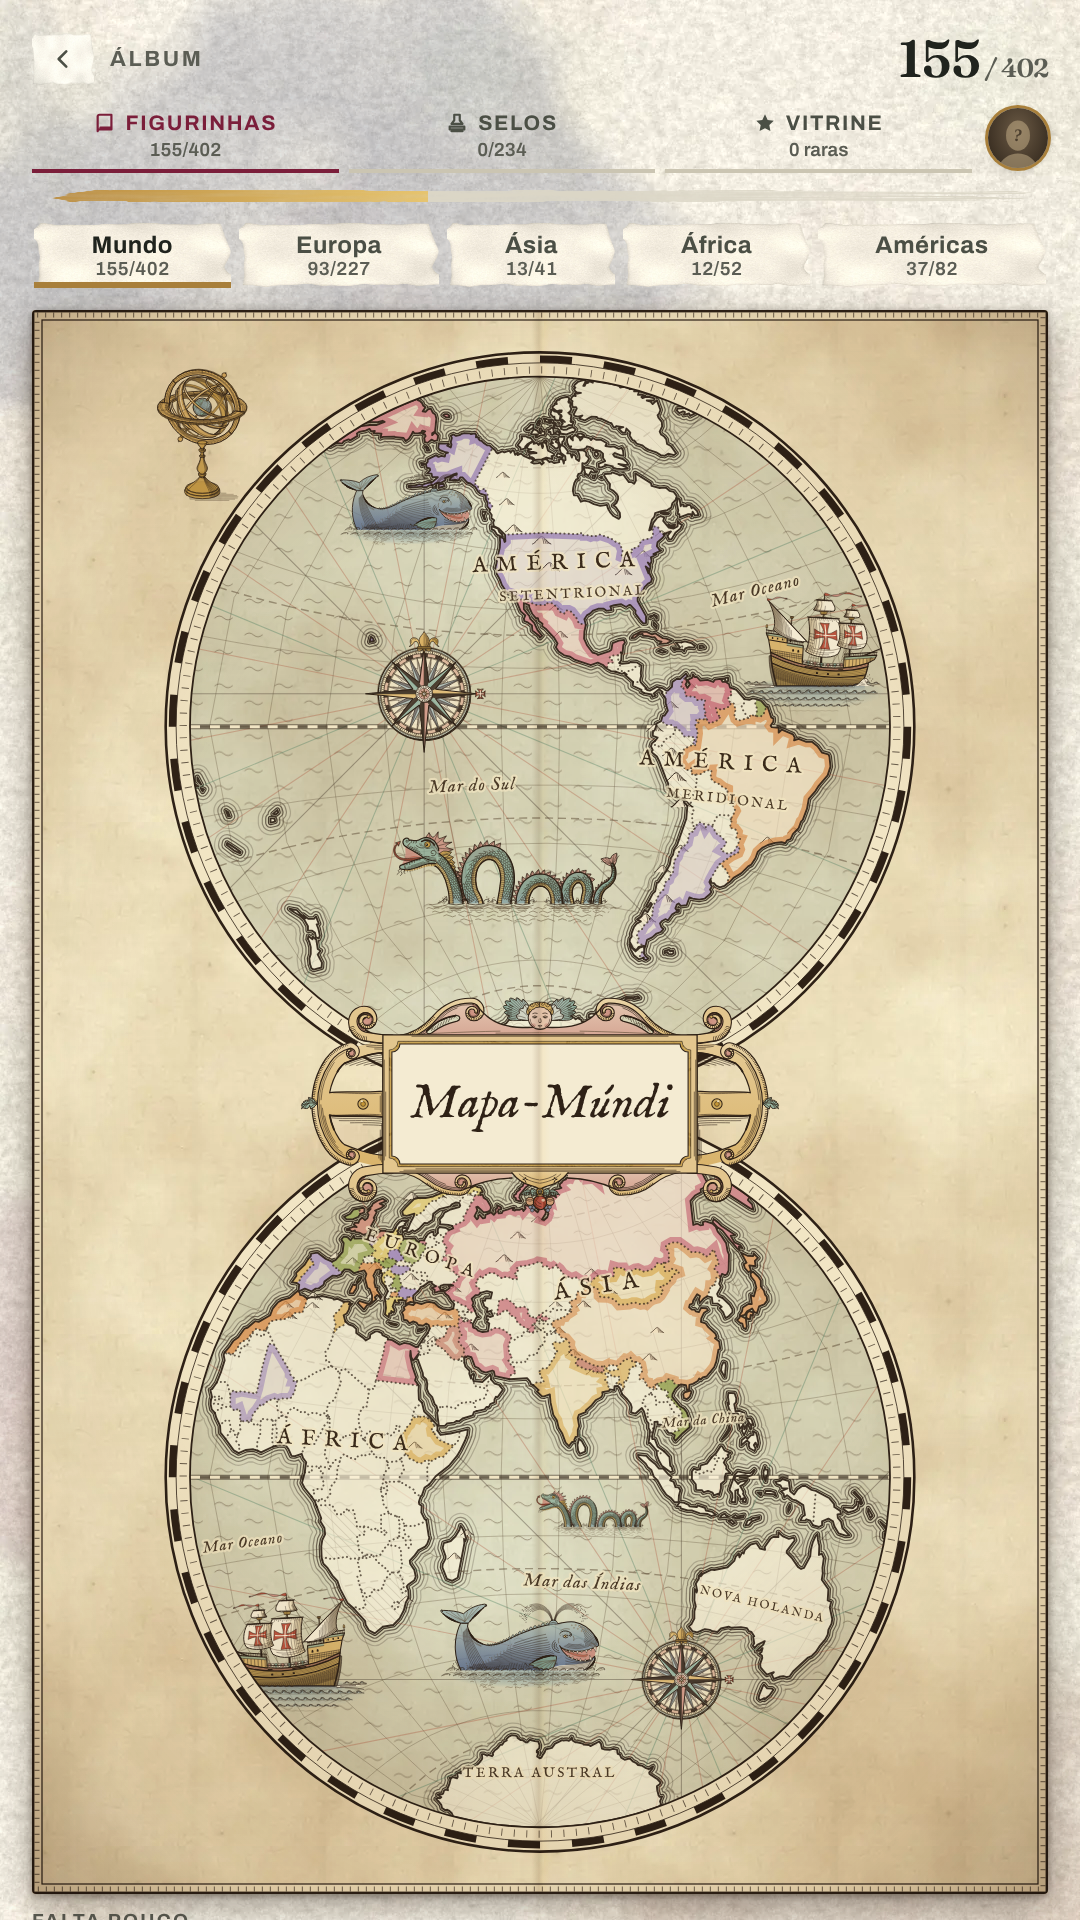 ÁLBUM
155/402
FIGURINHAS
155/402
SELOS
0/234
VITRINE
0 raras
?
Mundo
155/402
Europa
93/227
Ásia
13/41
África
12/52
Américas
37/82
AMÉRICA
SETENTRIONAL
Mar Oceano
AMÉRICA
MERIDIONAL
Mar do Sul
Mapa-Múndi
EUROPA
ÁSIA
Mar da China
ÁFRICA
Mar Oceano
Mar das Índias
NOVA HOLANDA
TERRA AUSTRAL
FALTA POUCO